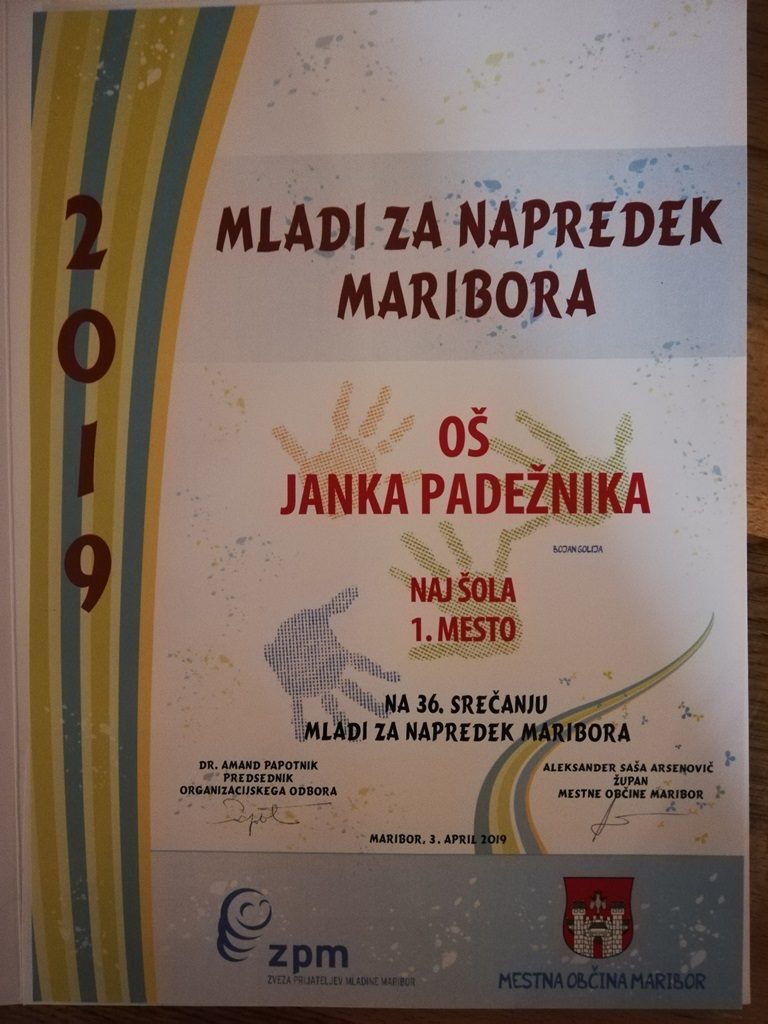 2019
MLADI ZA NAPREDEK
MARIBORA
OŠ
JANKA PADEŽNIKA
BOJAN GOLIJA
NAJ ŠOLA
1. MESTO
NA 36. SREČANJU
MLADI ZA NAPREDEK MARIBORA
DR. AMAND PAPOTNIK
PREDSEDNIK
ORGANIZACIJSKEGA ODBORA
ALEKSANDER SAŠA ARSENOVIČ
ŽUPAN
MESTNE OBČINE MARIBOR
MARIBOR, 3. APRIL 2019
zpm
ZVEZA PRIJATELJEV MLADINE MARIBOR
MESTNA OBČINA MARIBOR